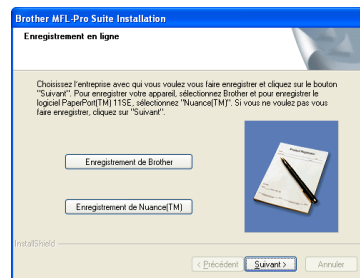 Brother MFL-Pro Suite Installation
Enregistrement en ligne
Choisissez l'entreprise avec qui vous voulez vous faire enregistrer et cliquez sur le bouton
"Suivant". Pour enregistrer votre appareil, sélectionnez Brother et pour enregistrer le
logiciel PaperPort(TM) 11SE, sélectionnez "Nuance(TM)". Si vous ne voulez pas vous
faire enregistrer, cliquez sur "Suivant".
Enregistrement de Brother
Enregistrement de Nuance(TM)
InstallShield
< Précédent Suivant > Annuler